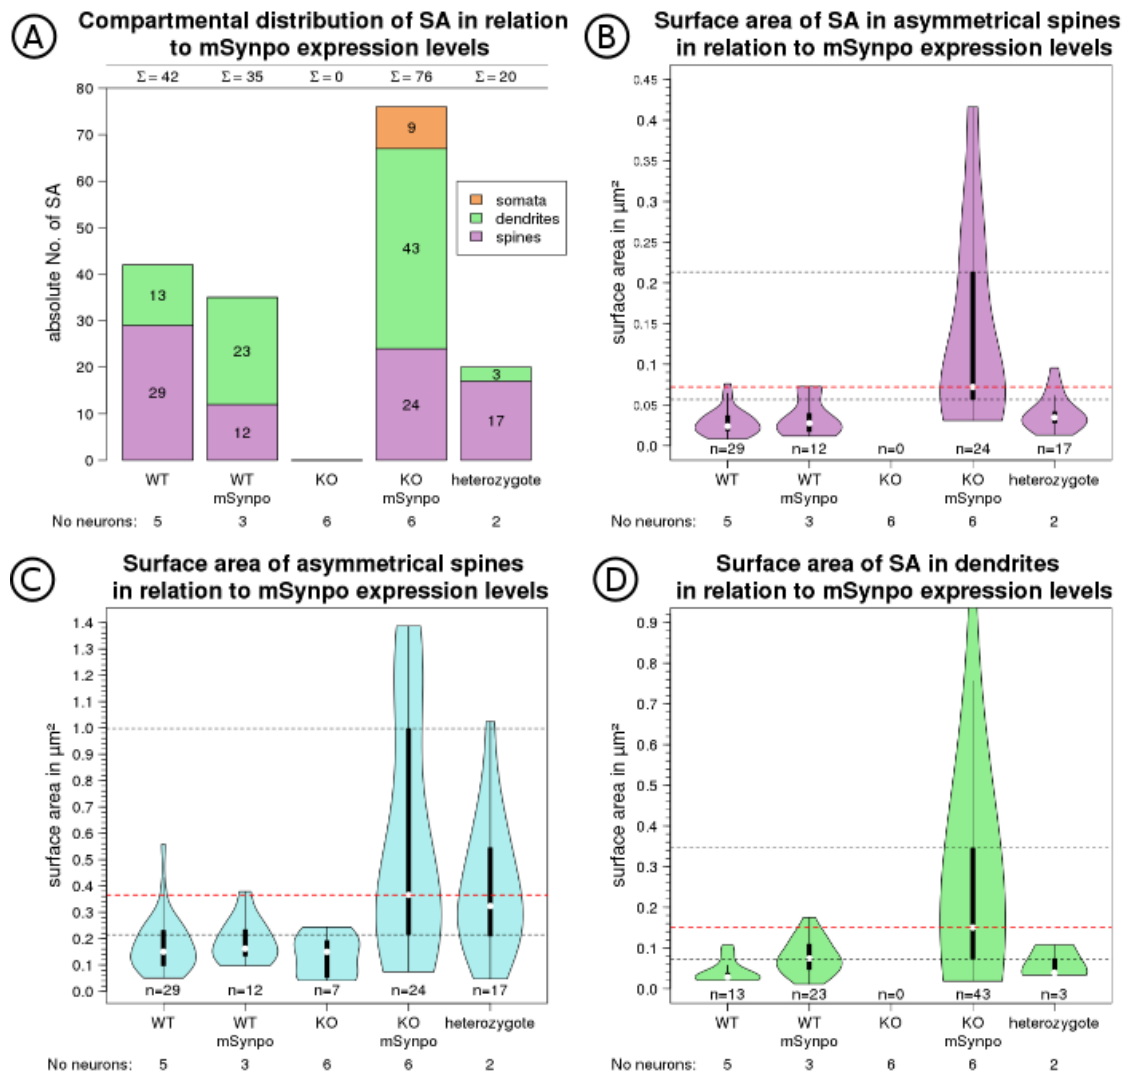 A
Compartmental distribution of SA in relation
to mSynpo expression levels
Σ = 42 Σ = 35 Σ = 0 Σ = 76 Σ = 20
absolute No. of SA
80
70
60
50
40
30
20
10
0
9
43
24
13
29
23
12
3
17
somata
dendrites
spines
WT WT KO KO heterozygote
mSynpo mSynpo
No neurons: 5 3 6 6 2
B
Surface area of SA in asymmetrical spines
in relation to mSynpo expression levels
surface area in µm²
0.45
0.4
0.35
0.3
0.25
0.2
0.15
0.1
0.05
0.0
n=29 n=12 n=0 n=24 n=17
WT WT KO KO heterozygote
mSynpo mSynpo
No neurons: 5 3 6 6 2
C
Surface area of asymmetrical spines
in relation to mSynpo expression levels
surface area in µm²
1.4
1.3
1.2
1.1
1.0
0.9
0.8
0.7
0.6
0.5
0.4
0.3
0.2
0.1
0.0
n=29 n=12 n=7 n=24 n=17
WT WT KO KO heterozygote
mSynpo mSynpo
No neurons: 5 3 6 6 2
D
Surface area of SA in dendrites
in relation to mSynpo expression levels
surface area in µm²
0.9
0.8
0.7
0.6
0.5
0.4
0.3
0.2
0.1
0.0
n=13 n=23 n=0 n=43 n=3
WT WT KO KO heterozygote
mSynpo mSynpo
No neurons: 5 3 6 6 2